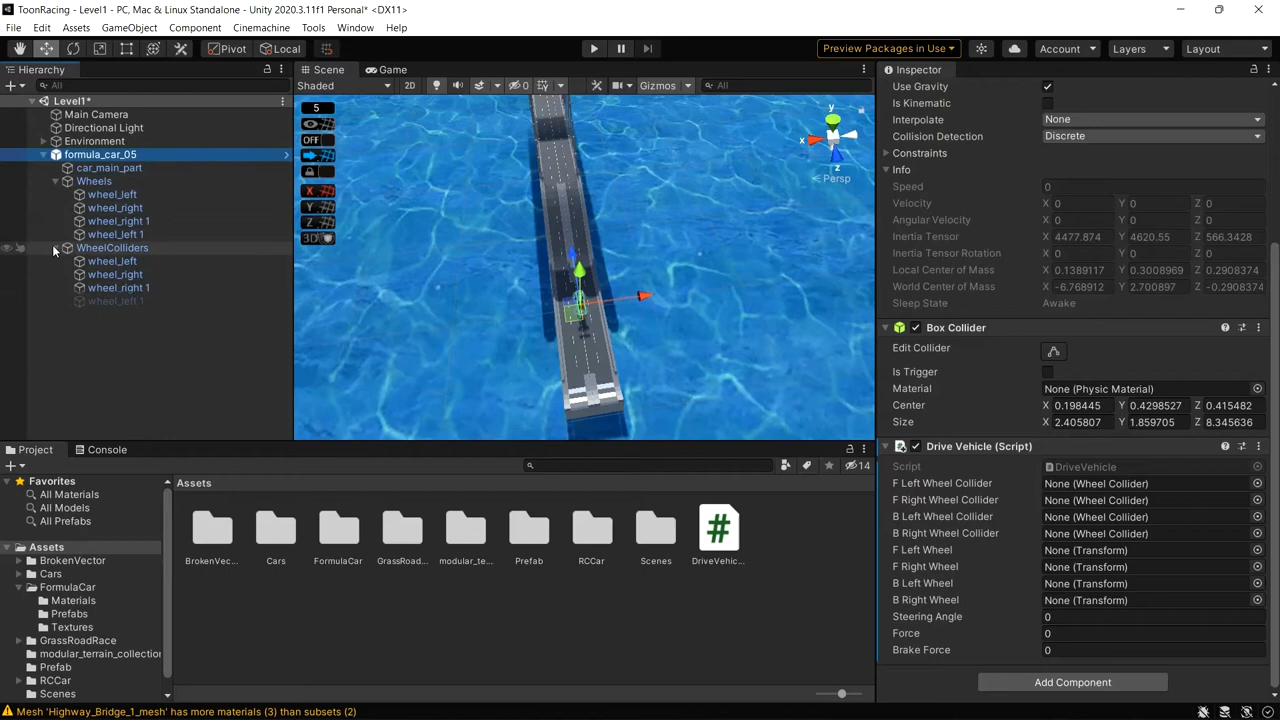 ToonRacing - Level1 - PC, Mac & Linux Standalone - Unity 2020.3.11f1 Personal* <DX11>
File Edit Assets GameObject Component Cinemachine Tools Window Help
Pivot Local Preview Packages in Use Account Layers Layout
Hierarchy
All
Level1*
Main Camera
Directional Light
Environment
formula_car_05
car_main_part
Wheels
wheel_left
wheel_right
wheel_right 1
wheel_left 1
WheelColliders
wheel_left
wheel_right
wheel_right 1
wheel_left 1
Scene Game
Shaded 2D 0 Gizmos All
5
OFF
X
Y
Z
3D
y
x
z
Persp
Inspector
Use Gravity
Is Kinematic
Interpolate None
Collision Detection Discrete
Constraints
Info
Speed 0
Velocity X 0 Y 0 Z 0
Angular Velocity X 0 Y 0 Z 0
Inertia Tensor X 4477.874 Y 4620.55 Z 566.3428
Inertia Tensor Rotation X 0 Y 0 Z 0
Local Center of Mass X 0.1389117 Y 0.3008969 Z 0.2908374
World Center of Mass X -6.768912 Y 2.700897 Z -0.2908374
Sleep State Awake
Box Collider
Edit Collider
Is Trigger
Material None (Physic Material)
Center X 0.198445 Y 0.4298527 Z 0.415482
Size X 2.405807 Y 1.859705 Z 8.345636
Drive Vehicle (Script)
Script DriveVehicle
F Left Wheel Collider None (Wheel Collider)
F Right Wheel Collider None (Wheel Collider)
B Left Wheel Collider None (Wheel Collider)
B Right Wheel Collider None (Wheel Collider)
F Left Wheel None (Transform)
F Right Wheel None (Transform)
B Left Wheel None (Transform)
B Right Wheel None (Transform)
Steering Angle 0
Force 0
Brake Force 0
Add Component
Project Console
14
Favorites
All Materials
All Models
All Prefabs
Assets
BrokenVector
Cars
FormulaCar
Materials
Prefabs
Textures
GrassRoadRace
modular_terrain_collection
Prefab
RCCar
Scenes
Assets
BrokenVec... Cars FormulaCar GrassRoad... modular_te... Prefab RCCar Scenes DriveVehic...
Mesh 'Highway_Bridge_1_mesh' has more materials (3) than subsets (2)